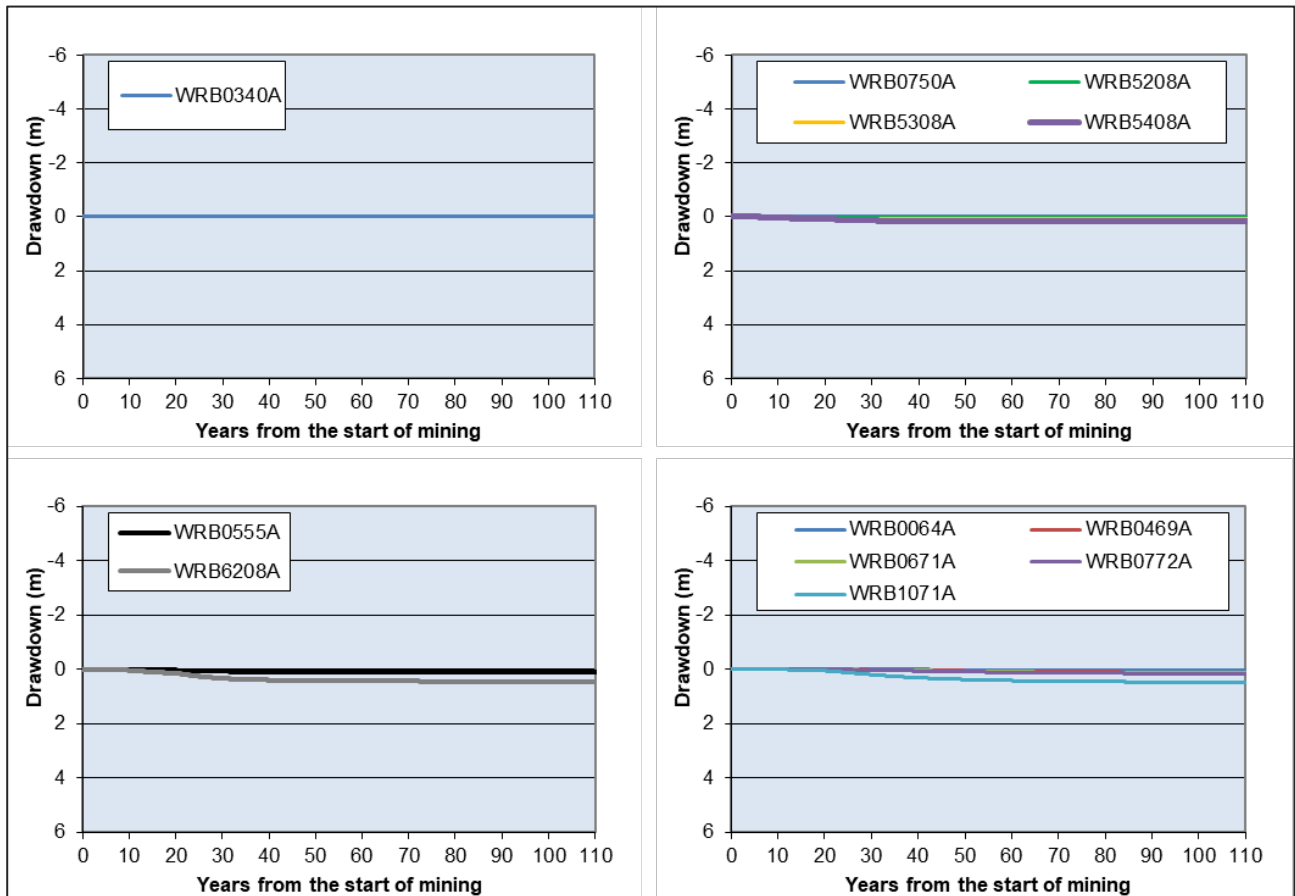 -6
-4
-2
0
2
4
6
Drawdown (m)
WRB0340A
0 10 20 30 40 50 60 70 80 90 100 110
Years from the start of mining
-6
-4
-2
0
2
4
6
Drawdown (m)
WRB0750A WRB5208A
WRB5308A WRB5408A
0 10 20 30 40 50 60 70 80 90 100 110
Years from the start of mining
-6
-4
-2
0
2
4
6
Drawdown (m)
WRB0555A
WRB6208A
0 10 20 30 40 50 60 70 80 90 100 110
Years from the start of mining
-6
-4
-2
0
2
4
6
Drawdown (m)
WRB0064A WRB0469A
WRB0671A WRB0772A
WRB1071A
0 10 20 30 40 50 60 70 80 90 100 110
Years from the start of mining